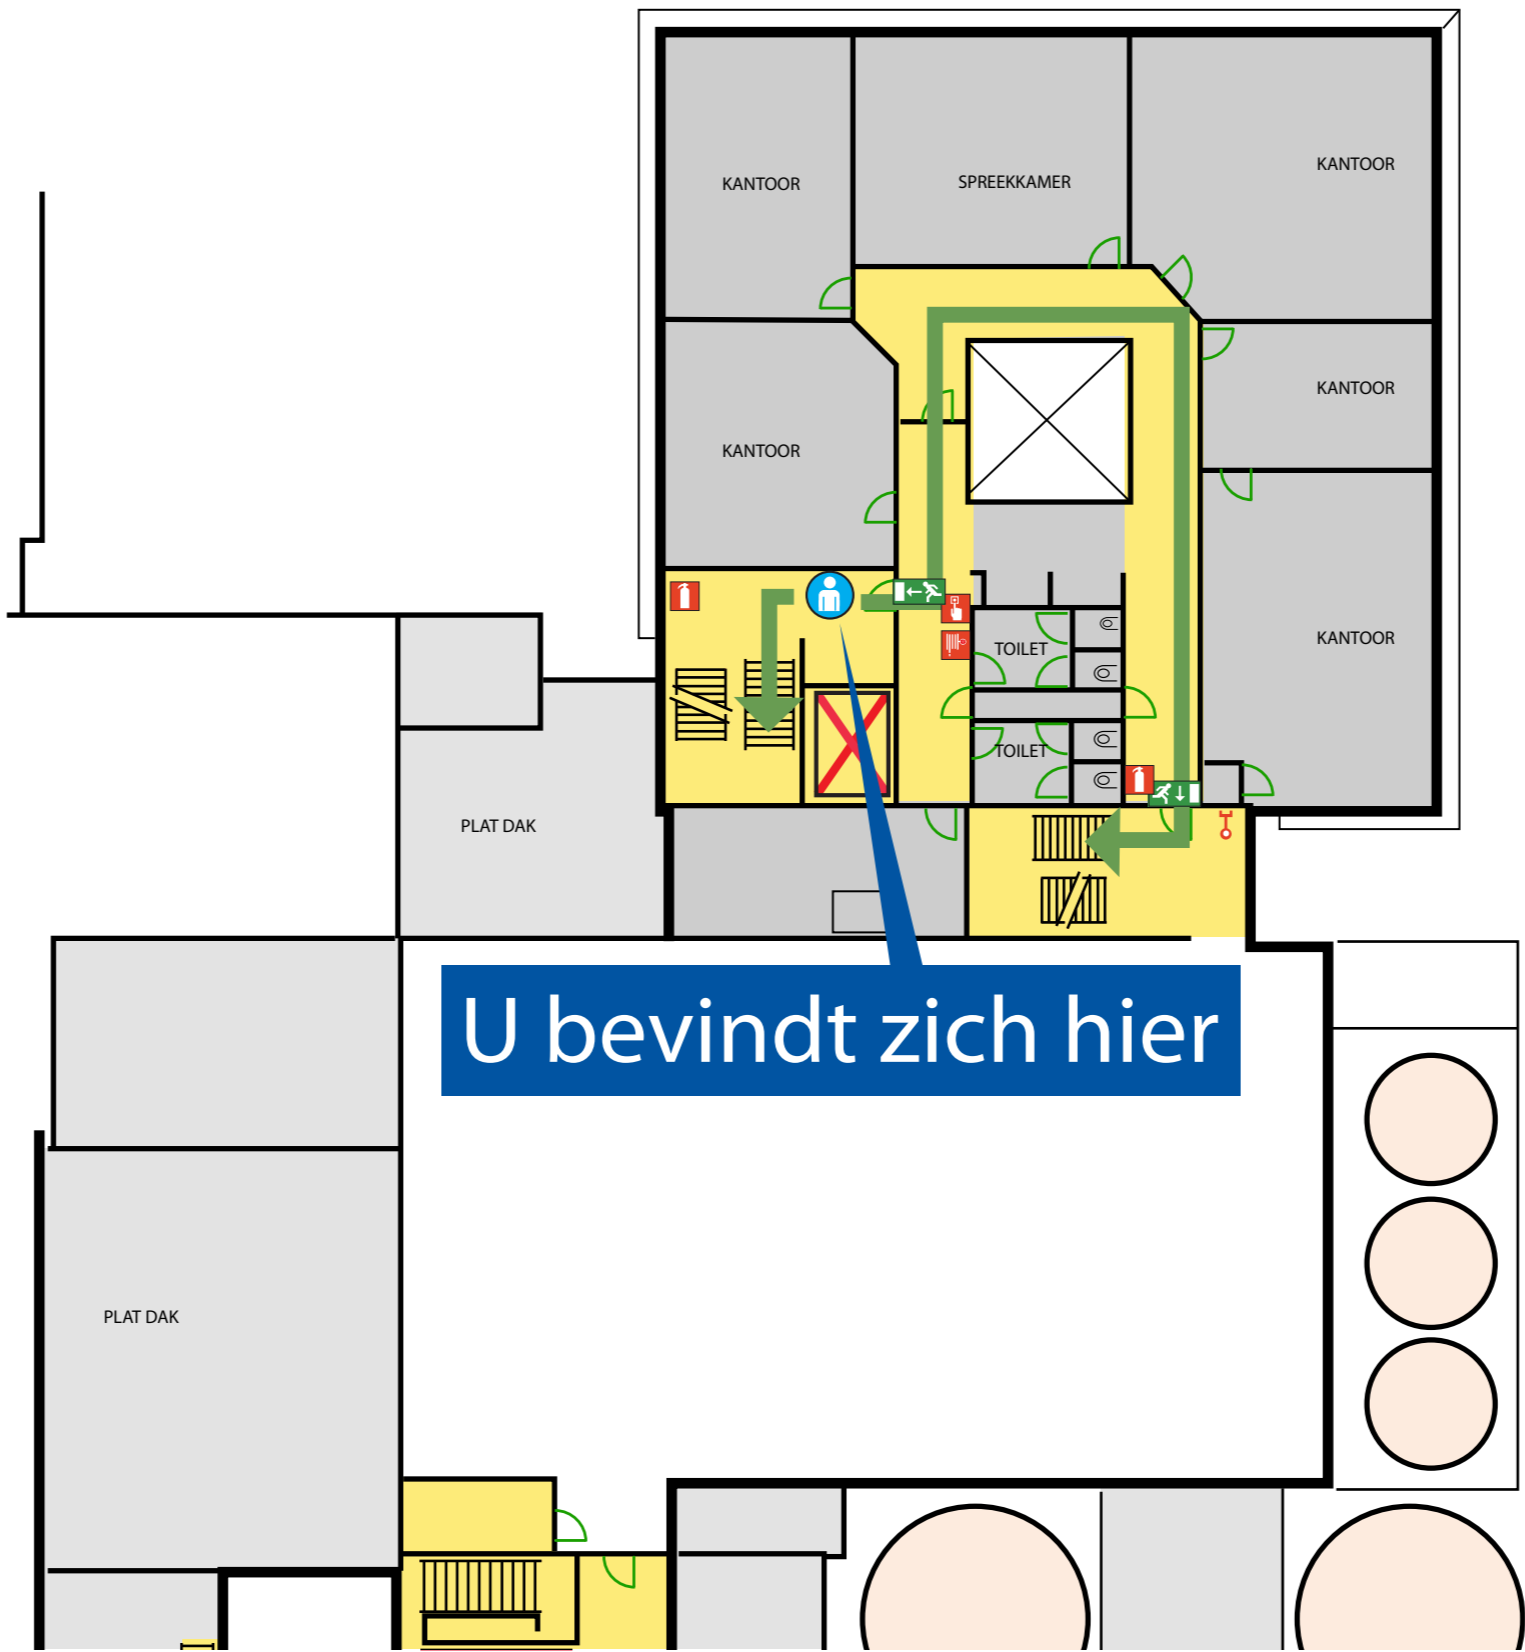 KANTOOR
SPREEKKAMER
KANTOOR
KANTOOR
KANTOOR
KANTOOR
TOILET
TOILET
PLAT DAK
U bevindt zich hier
PLAT DAK